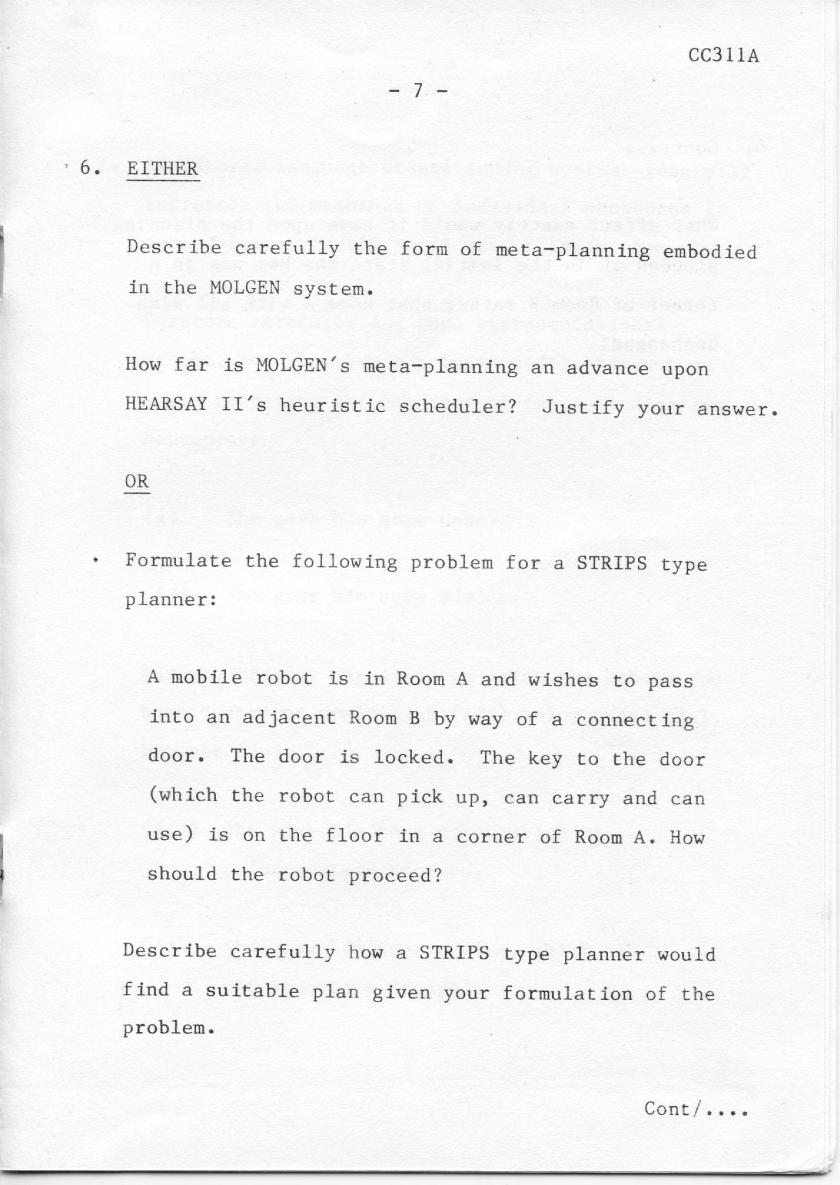 CC311A
- 7 -
6. EITHER
Describe carefully the form of meta-planning embodied
in the MOLGEN system.
How far is MOLGEN's meta-planning an advance upon
HEARSAY II's heuristic scheduler? Justify your answer.
OR
Formulate the following problem for a STRIPS type
planner:
A mobile robot is in Room A and wishes to pass
into an adjacent Room B by way of a connecting
door. The door is locked. The key to the door
(which the robot can pick up, can carry and can
use) is on the floor in a corner of Room A. How
should the robot proceed?
Describe carefully how a STRIPS type planner would
find a suitable plan given your formulation of the
problem.
Cont/....